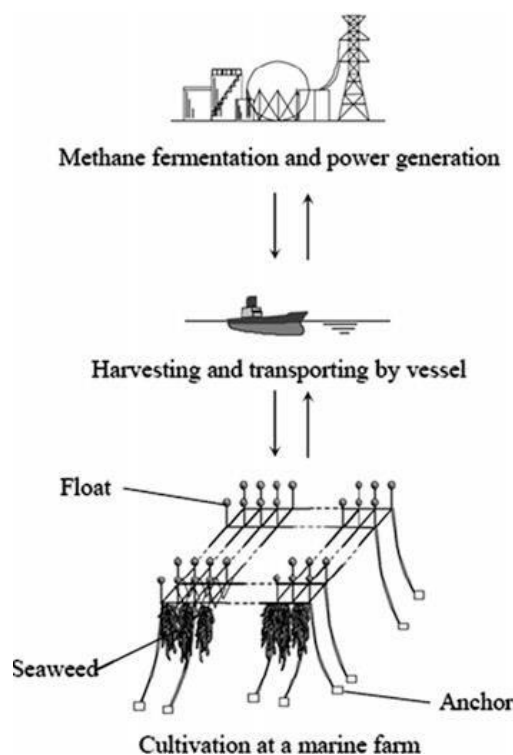 Methane fermentation and power generation
Harvesting and transporting by vessel
Float
Seaweed
Anchor
Cultivation at a marine farm